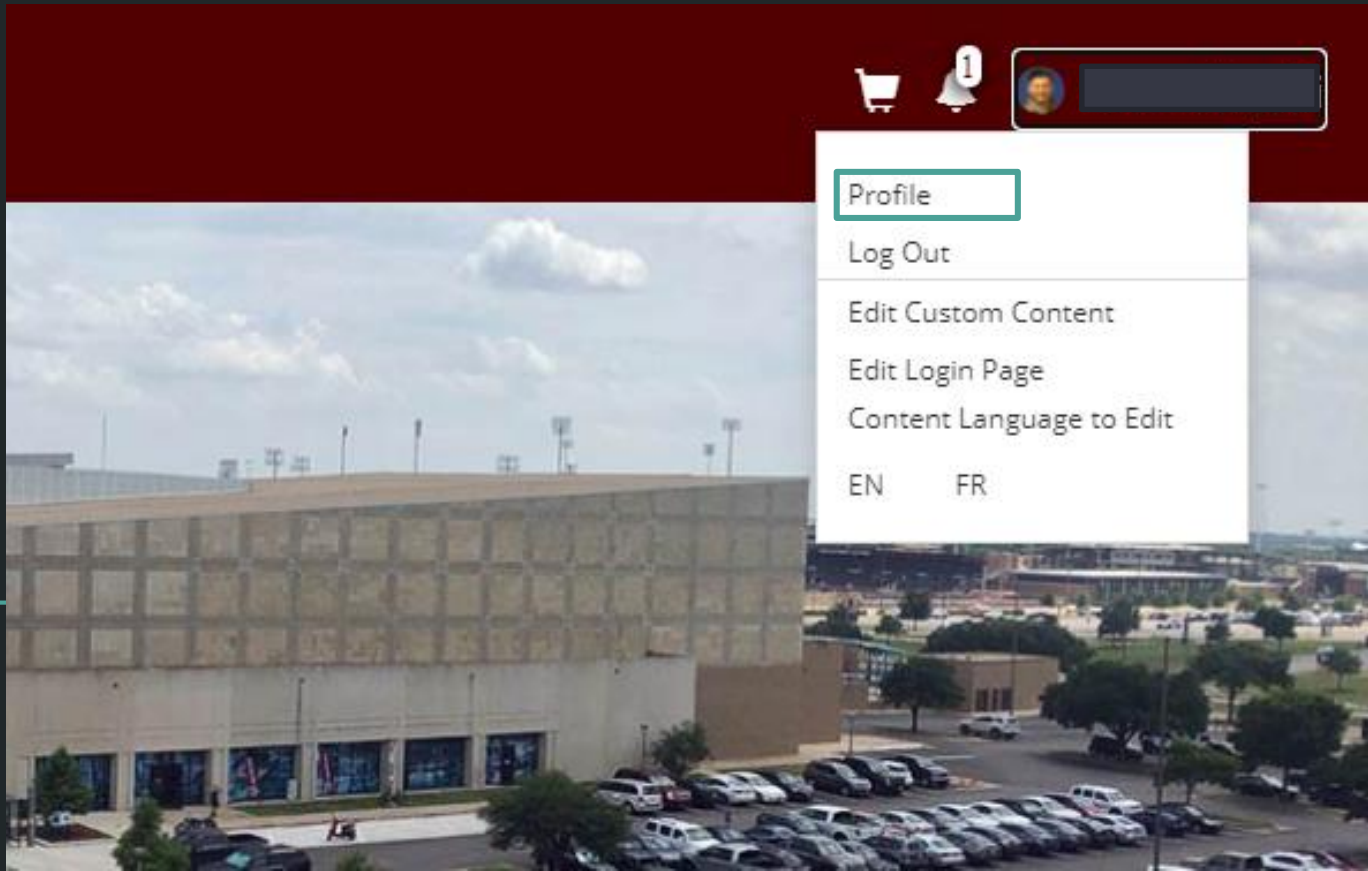 1
Profile
Log Out
Edit Custom Content
Edit Login Page
Content Language to Edit
EN FR